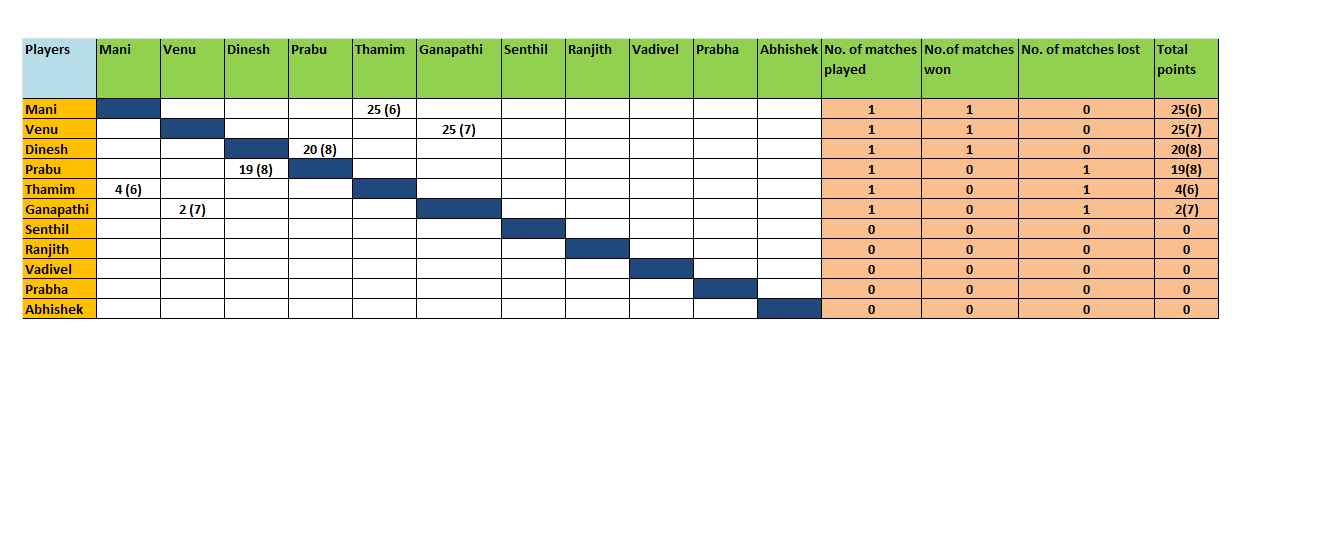 Players Mani Venu Dinesh Prabu Thamim Ganapathi Senthil Ranjith Vadivel Prabha Abhishek No. of matches played No.of matches won No. of matches lost Total points
Mani 25 (6) 1 1 0 25(6)
Venu 25 (7) 1 1 0 25(7)
Dinesh 20 (8) 1 1 0 20(8)
Prabu 19 (8) 1 0 1 19(8)
Thamim 4 (6) 1 0 1 4(6)
Ganapathi 2 (7) 1 0 1 2(7)
Senthil 0 0 0 0
Ranjith 0 0 0 0
Vadivel 0 0 0 0
Prabha 0 0 0 0
Abhishek 0 0 0 0